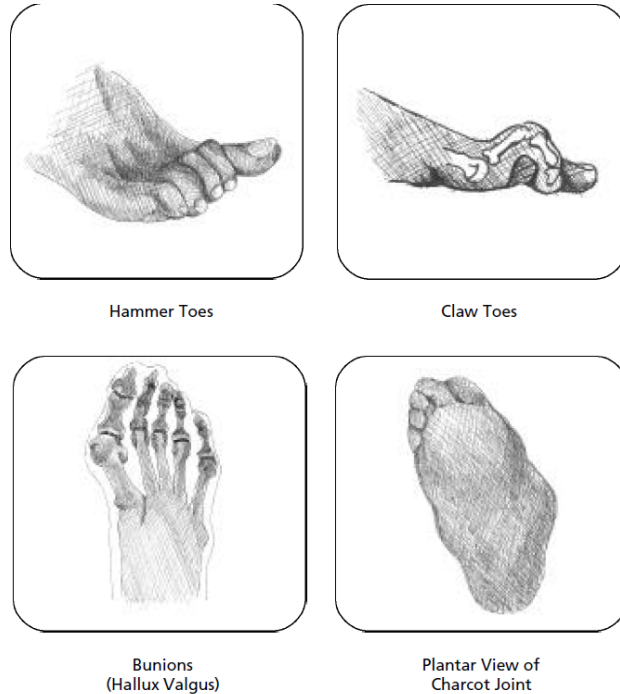 Hammer Toes
Claw Toes
Bunions
(Hallux Valgus)
Plantar View of
Charcot Joint